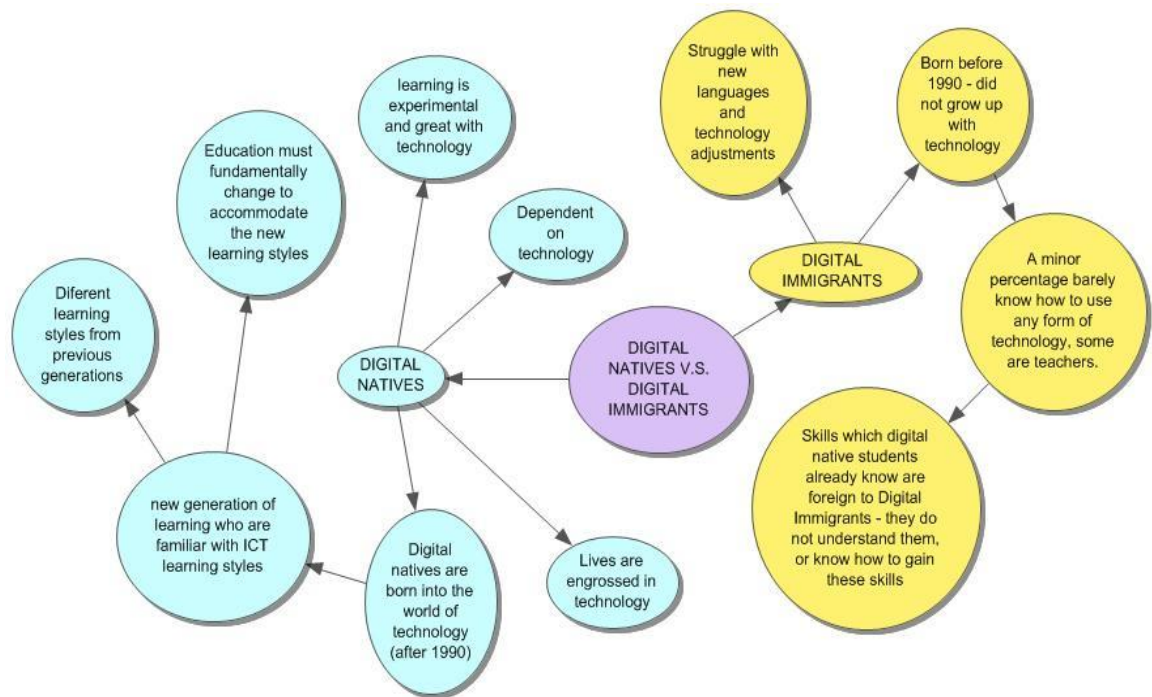 learning is
experimental
and great with
technology
Education must
fundamentally
change to
accommodate
the new
learning styles
Dependent
on
technology
Diferent
learning
styles from
previous
generations
DIGITAL
NATIVES
new generation of
learning who are
familiar with ICT
learning styles
Digital
natives are
born into the
world of
technology
(after 1990)
Lives are
engrossed in
technology
DIGITAL
NATIVES V.S.
DIGITAL
IMMIGRANTS
Struggle with
new
languages
and
technology
adjustments
Born before
1990 - did
not grow up
with
technology
DIGITAL
IMMIGRANTS
A minor
percentage barely
know how to use
any form of
technology, some
are teachers.
Skills which digital
native students
already know are
foreign to Digital
Immigrants - they do
not understand them,
or know how to gain
these skills